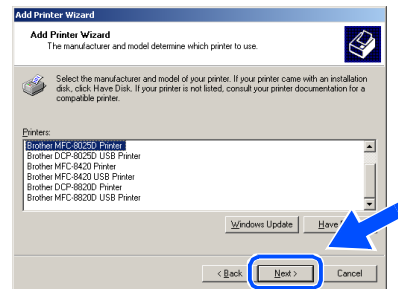 Add Printer Wizard
Add Printer Wizard
The manufacturer and model determine which printer to use.
Select the manufacturer and model of your printer. If your printer came with an installation
disk, click Have Disk. If your printer is not listed, consult your printer documentation for a
compatible printer.
Printers:
Brother MFC-8025D Printer
Brother DCP-8025D USB Printer
Brother MFC-8420 Printer
Brother MFC-8420 USB Printer
Brother DCP-8820D Printer
Brother MFC-8820D USB Printer
Windows Update Have
< Back Next > Cancel